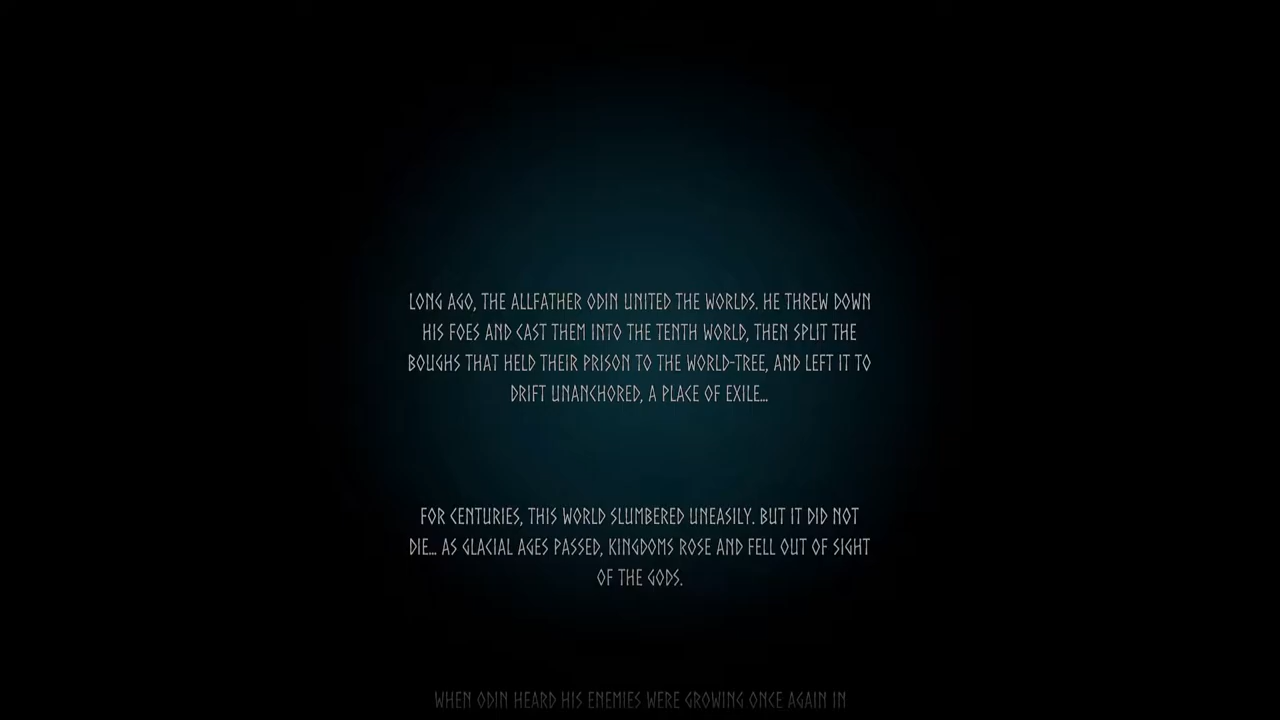 LONG AGO, THE ALLFATHER ODIN UNITED THE WORLDS. HE THREW DOWN
HIS FOES AND CAST THEM INTO THE TENTH WORLD, THEN SPLIT THE
BOUGHS THAT HELD THEIR PRISON TO THE WORLD-TREE, AND LEFT IT TO
DRIFT UNANCHORED, A PLACE OF EXILE...
FOR CENTURIES, THIS WORLD SLUMBERED UNEASILY. BUT IT DID NOT
DIE... AS GLACIAL AGES PASSED, KINGDOMS ROSE AND FELL OUT OF SIGHT
OF THE GODS.
WHEN ODIN HEARD HIS ENEMIES WERE GROWING ONCE AGAIN IN